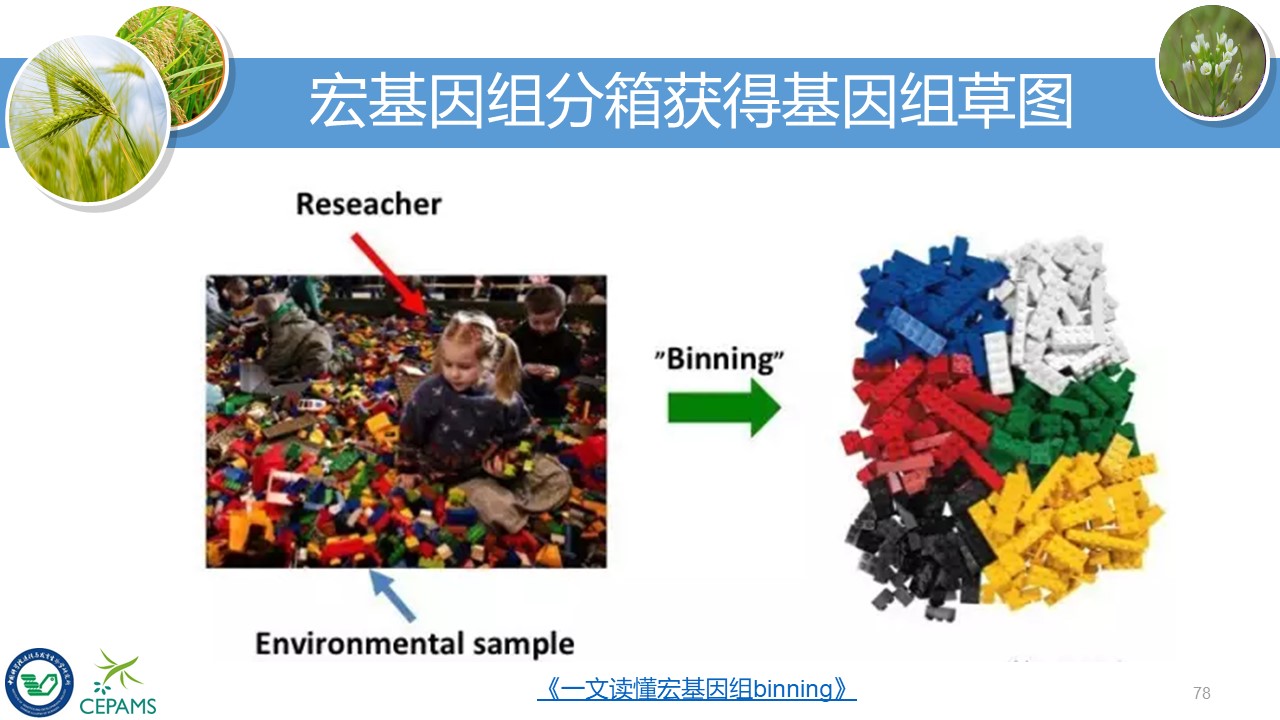 宏基因组分箱获得基因组草图
Reseacher
"Binning"
Environmental sample
《一文读懂宏基因组binning》
CEPAMS
78